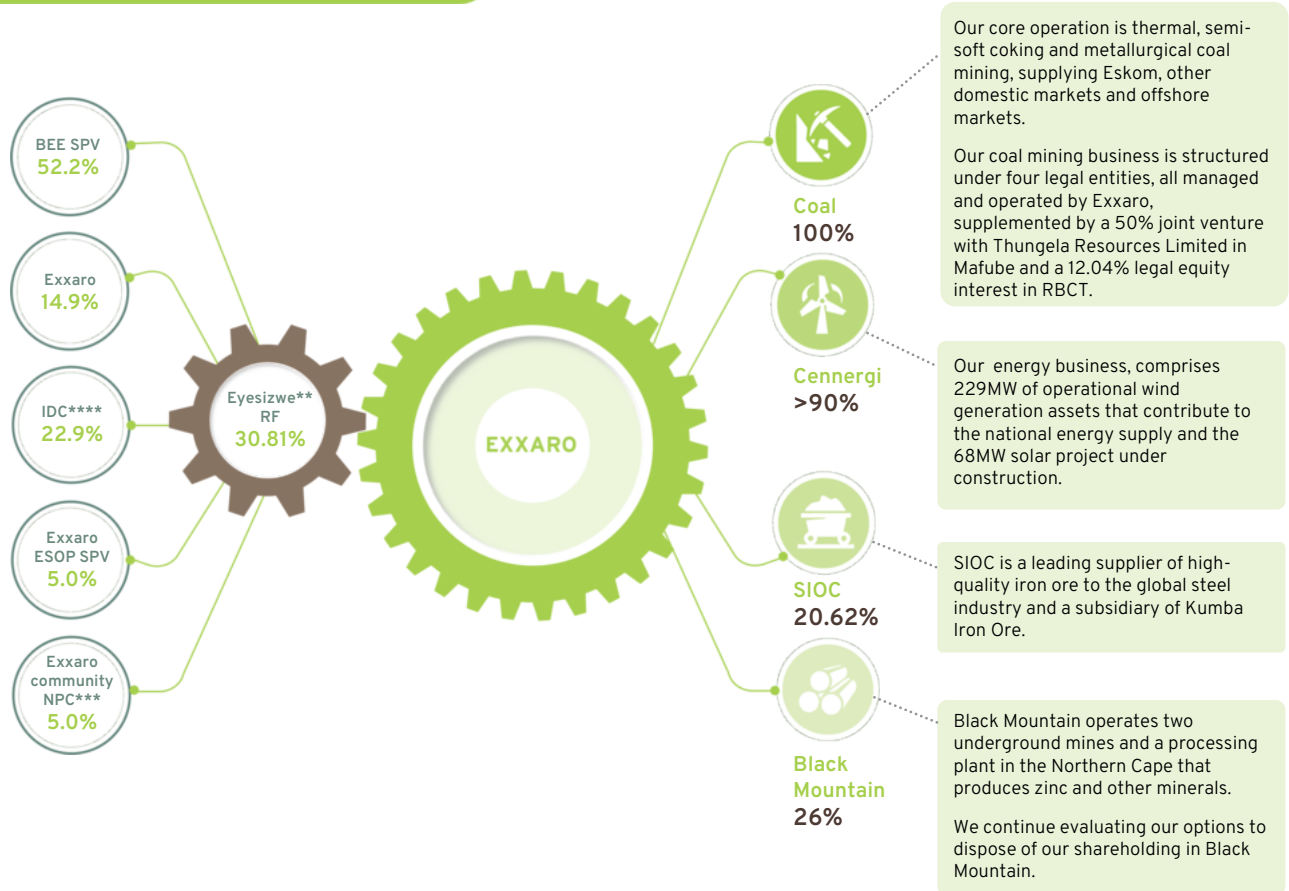 BEE SPV
52.2%
Exxaro
14.9%
IDC****
22.9%
Exxaro
ESOP SPV
5.0%
Exxaro
community
NPC***
5.0%
Eyesizwe**
RF
30.81%
EXXARO
Coal
100%
Our core operation is thermal, semi-
soft coking and metallurgical coal
mining, supplying Eskom, other
domestic markets and offshore
markets.
Our coal mining business is structured
under four legal entities, all managed
and operated by Exxaro,
supplemented by a 50% joint venture
with Thungela Resources Limited in
Mafube and a 12.04% legal equity
interest in RBCT.
Cennergi
>90%
Our energy business, comprises
229MW of operational wind
generation assets that contribute to
the national energy supply and the
68MW solar project under
construction.
SIOC
20.62%
SIOC is a leading supplier of high-
quality iron ore to the global steel
industry and a subsidiary of Kumba
Iron Ore.
Black
Mountain
26%
Black Mountain operates two
underground mines and a processing
plant in the Northern Cape that
produces zinc and other minerals.
We continue evaluating our options to
dispose of our shareholding in Black
Mountain.